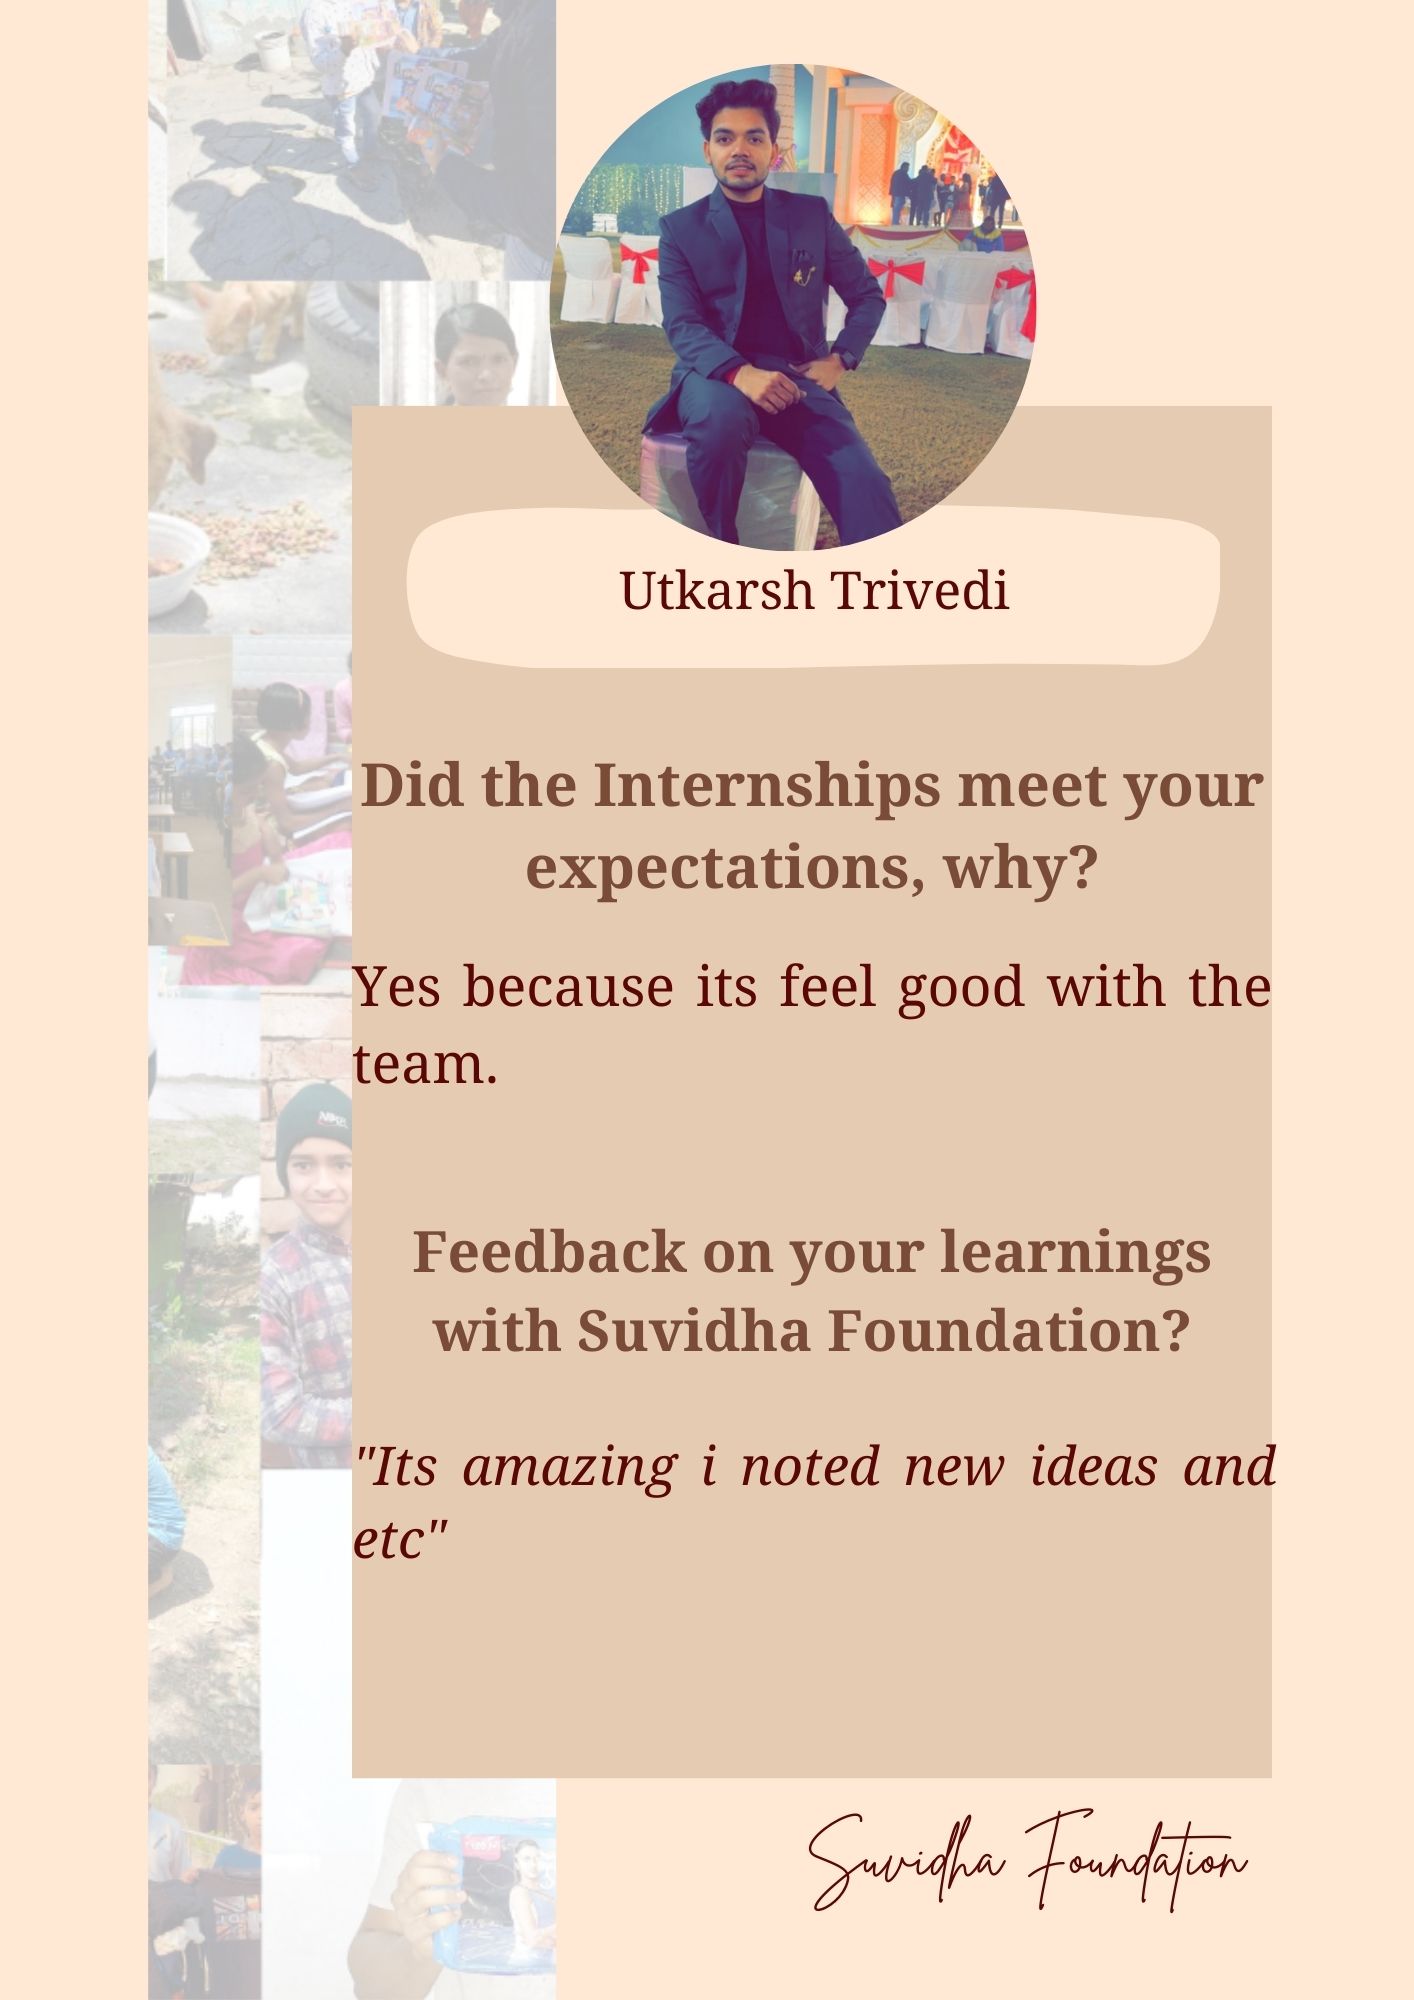 Utkarsh Trivedi
Did the Internships meet your
expectations, why?
Yes because its feel good with the
team.
Feedback on your learnings
with Suvidha Foundation?
"Its amazing i noted new ideas and
etc"
Suvidha Foundation